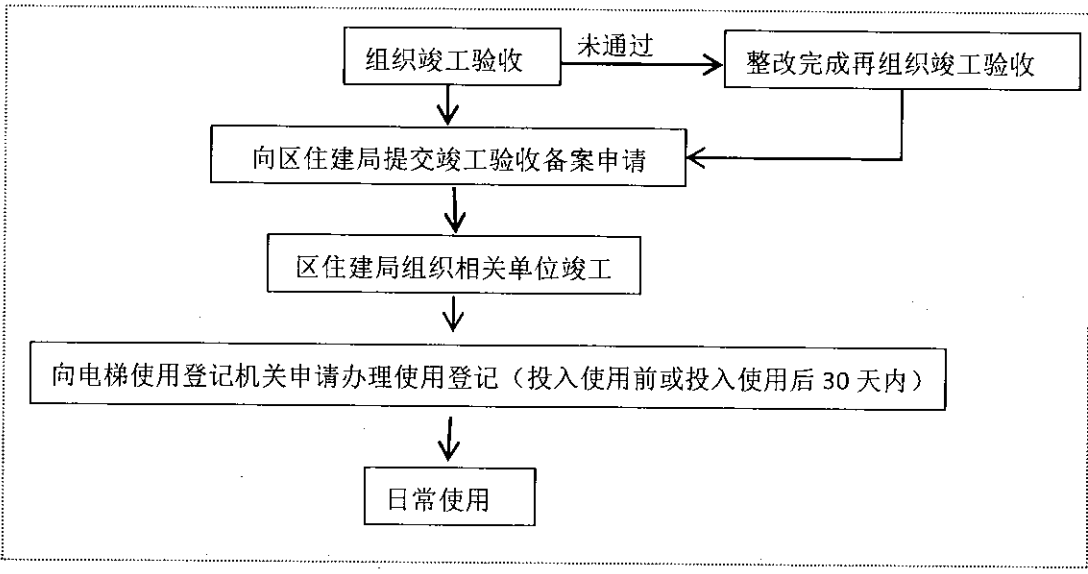 组织竣工验收
未通过
整改完成再组织竣工验收
向区住建局提交竣工验收备案申请
区住建局组织相关单位竣工
向电梯使用登记机关申请办理使用登记（投入使用前或投入使用后 30 天内）
日常使用